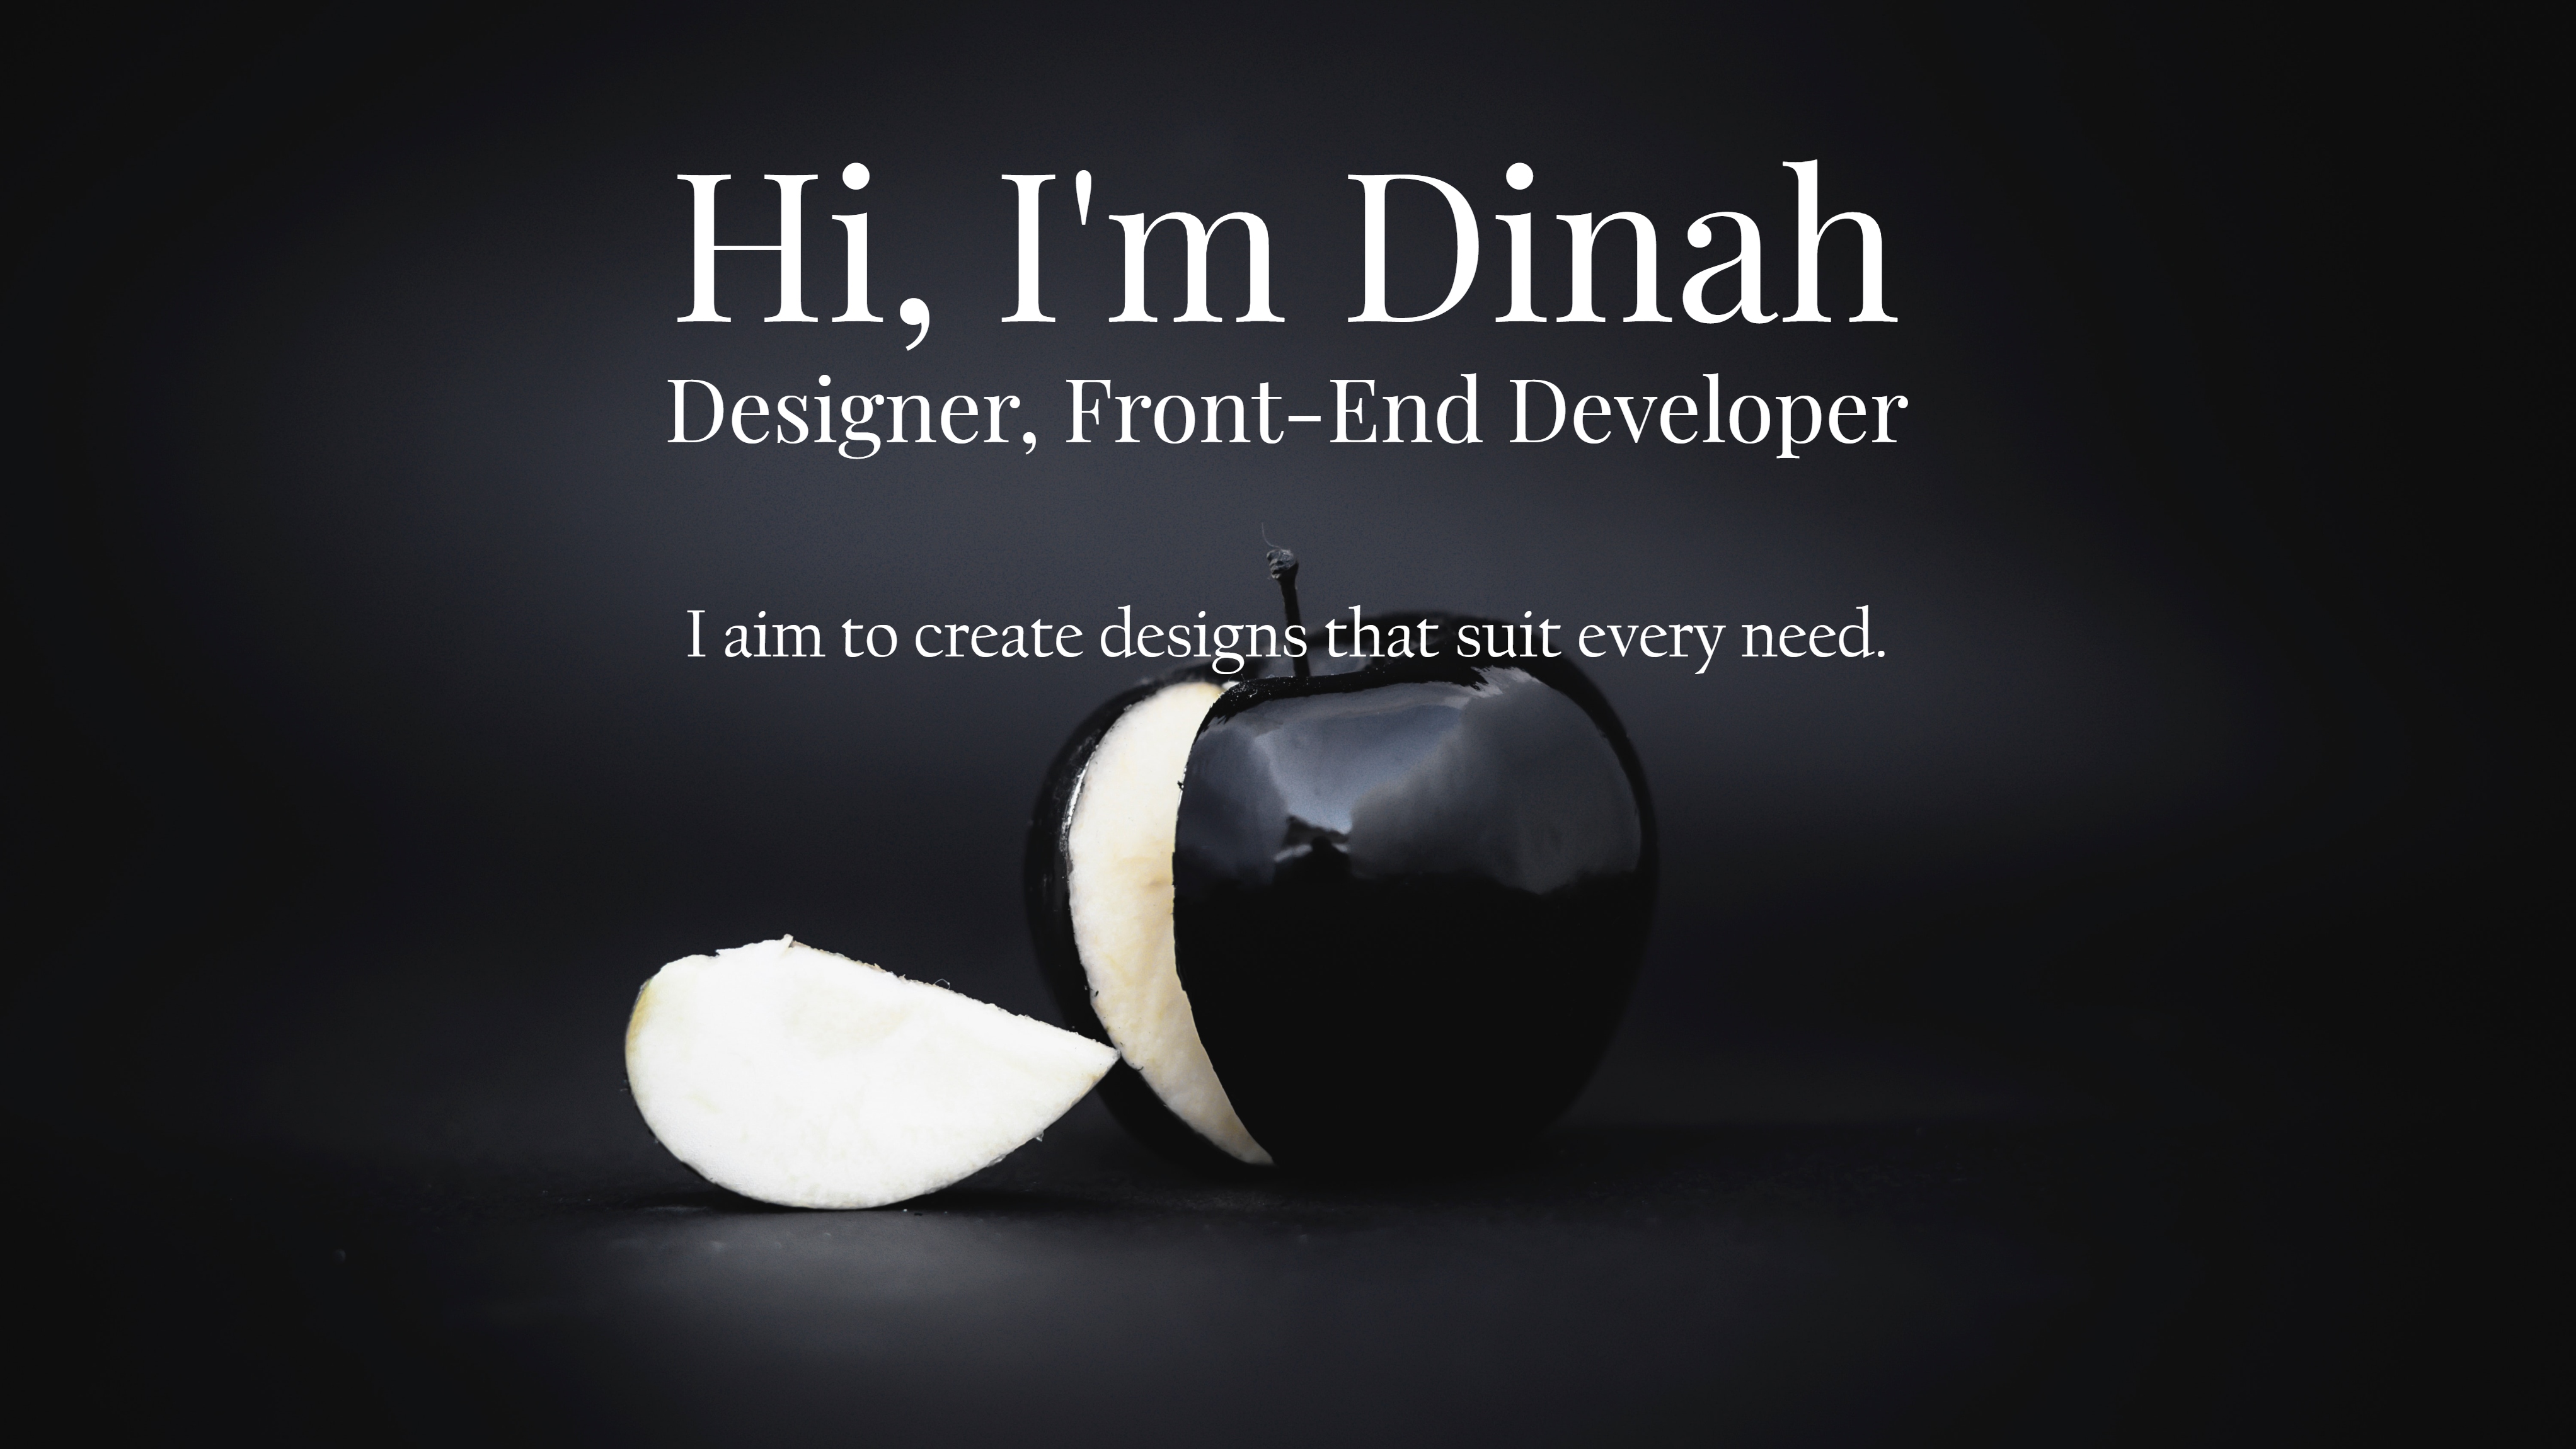 Hi, I'm Dinah
Designer, Front-End Developer
I aim to create designs that suit every need.